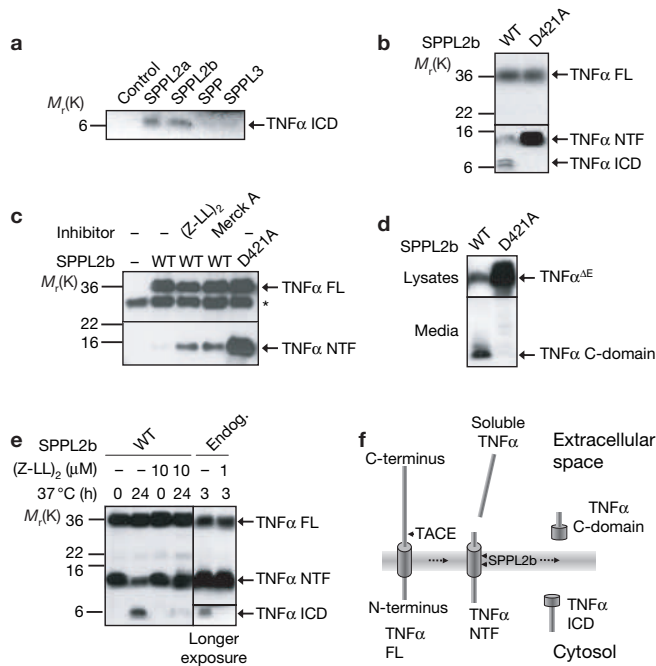 a
Control SPPL2a SPPL2b SPP SPPL3
Mr(K)
6 TNFα ICD
b
SPPL2b WT D421A
Mr(K)
36 TNFα FL
22
16
TNFα NTF
6 TNFα ICD
c
Inhibitor – – (Z-LL)2 Merck A –
SPPL2b – WT WT WT D421A
Mr(K)
36 TNFα FL
*
22
16 TNFα NTF
d
SPPL2b WT D421A
Lysates TNFαΔE
Media
TNFα C-domain
e
SPPL2b WT Endog.
(Z-LL)2 (μM) – – 10 10 – 1
37 °C (h) 0 24 0 24 3 3
Mr(K)
36 TNFα FL
22
16
TNFα NTF
6 TNFα ICD
Longer
exposure
f
Soluble
TNFα
Extracellular
space
C-terminus
TACE
TNFα
C-domain
SPPL2b
N-terminus
TNFα
FL
TNFα
NTF
TNFα
ICD
Cytosol